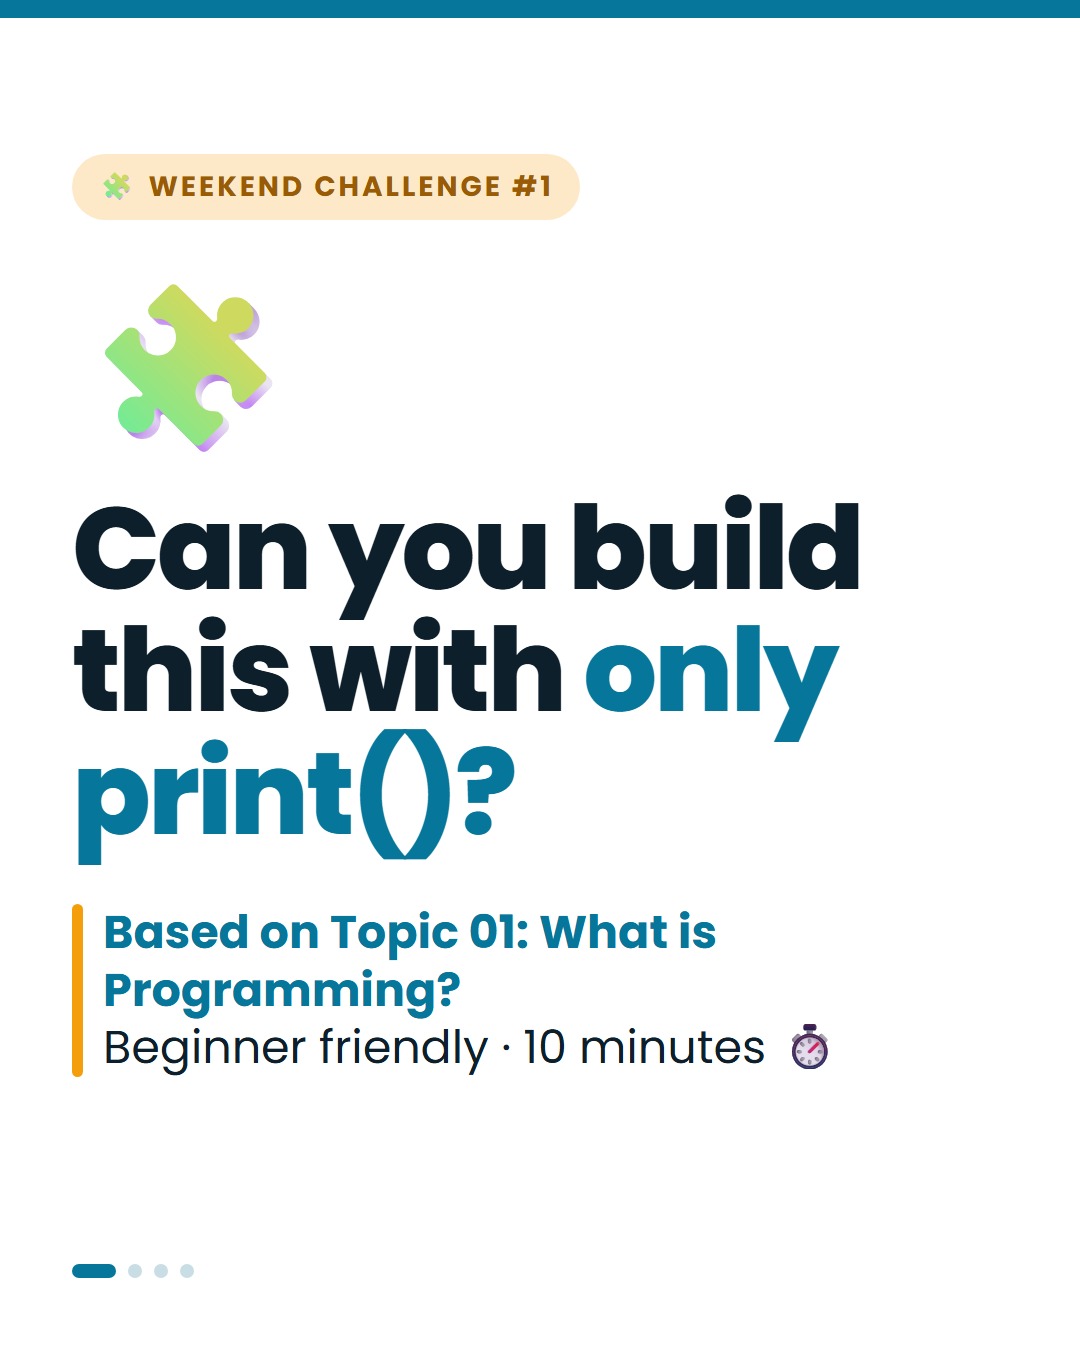 WEEKEND CHALLENGE #1
Can you build
this with only
print()?
Based on Topic 01: What is
Programming?
Beginner friendly · 10 minutes